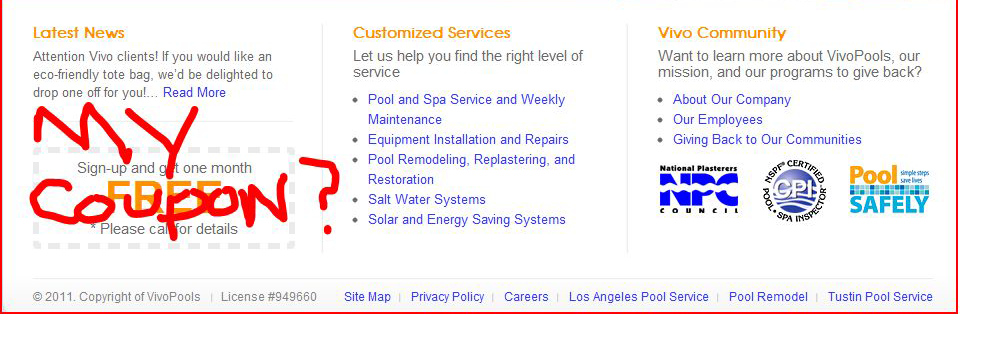 Latest News
Attention Vivo clients! If you would like an
eco-friendly tote bag, we'd be delighted to
drop one off for you!... Read More
MY
COUPON?
Sign-up and get one month
FREE
* Please call for details
Customized Services
Let us help you find the right level of
service
Pool and Spa Service and Weekly
Maintenance
Equipment Installation and Repairs
Pool Remodeling, Replastering, and
Restoration
Salt Water Systems
Solar and Energy Saving Systems
Vivo Community
Want to learn more about VivoPools, our
mission, and our programs to give back?
About Our Company
Our Employees
Giving Back to Our Communities
National Plasterers
NPC
COUNCIL
NSPF® CERTIFIED
CPI
POOL • SPA INSPECTOR
Pool simple steps
save lives
SAFELY
© 2011. Copyright of VivoPools | License #949660 Site Map | Privacy Policy | Careers | Los Angeles Pool Service | Pool Remodel | Tustin Pool Service